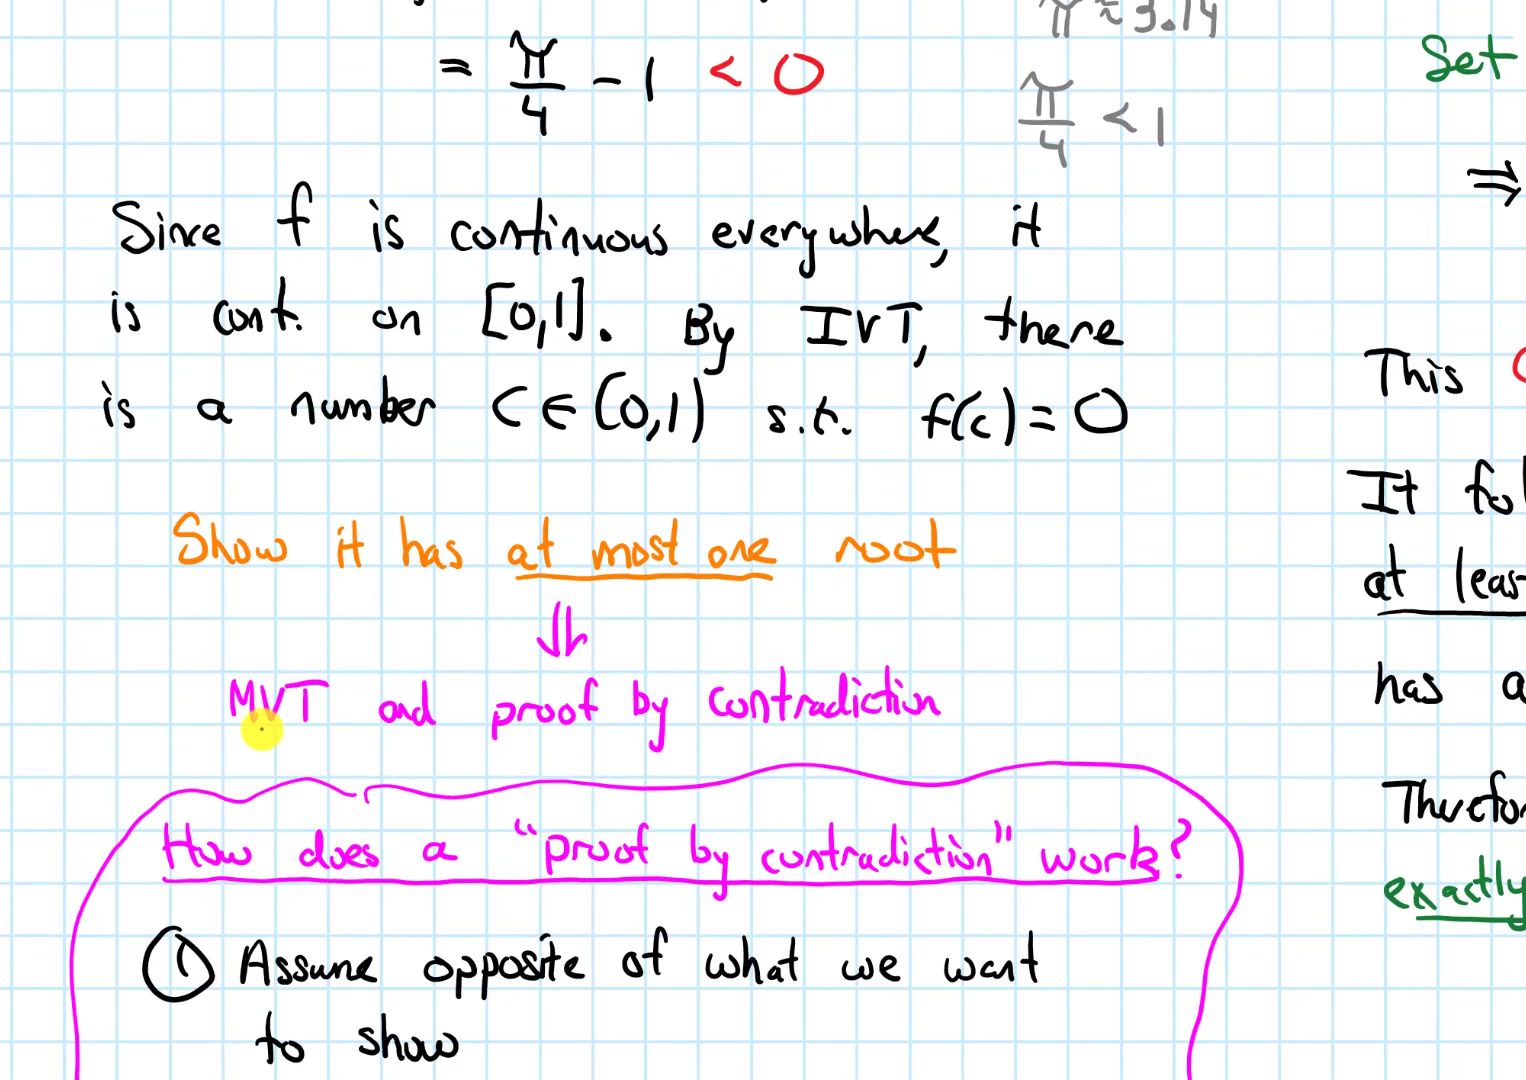 = π/4 - 1 < 0
π ≈ 3.14
π/4 < 1
Since f is continuous everywhere, it
is cont. on [0,1]. By IVT, there
is a number c ∈ (0,1) s.t. f(c) = 0
Show it has at most one root
⇓
MVT and proof by contradiction
How does a "proof by contradiction" work?
① Assume opposite of what we want
to show
Set
⇒
This
It
at
has a
exactly